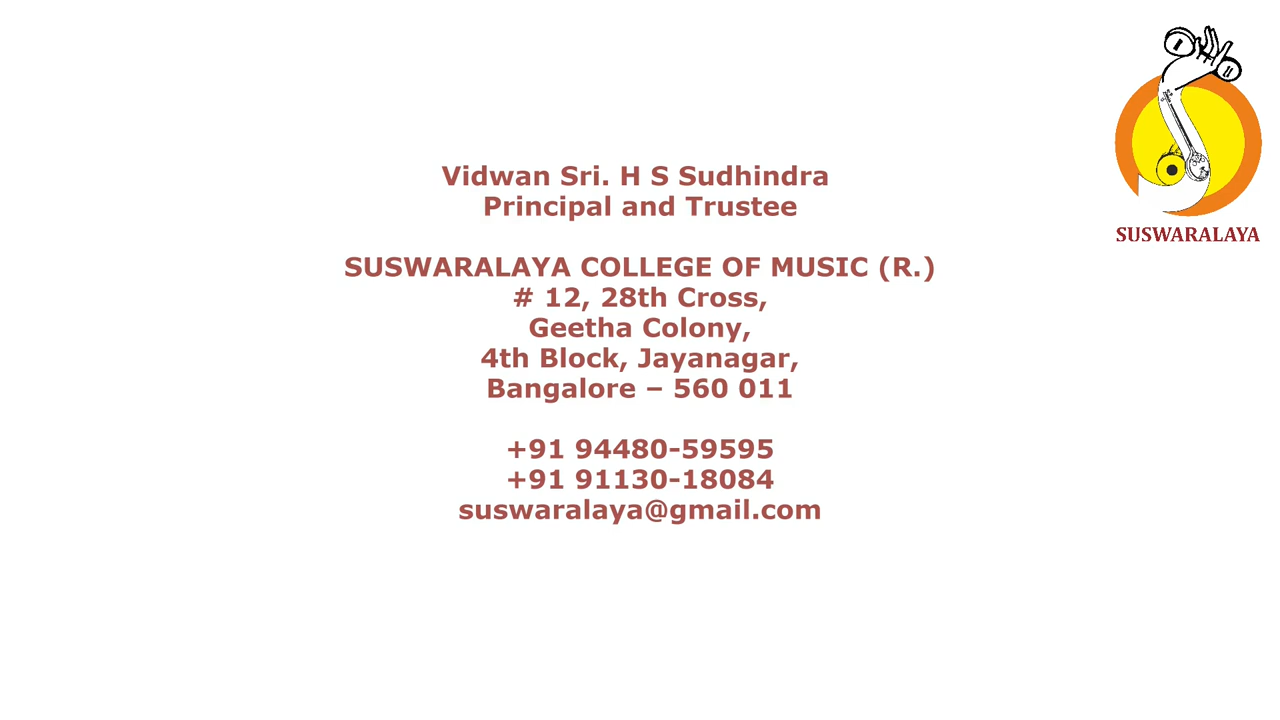 Vidwan Sri. H S Sudhindra
Principal and Trustee
SUSWARALAYA COLLEGE OF MUSIC (R.)
# 12, 28th Cross,
Geetha Colony,
4th Block, Jayanagar,
Bangalore – 560 011
+91 94480-59595
+91 91130-18084
suswaralaya@gmail.com
SUSWARALAYA